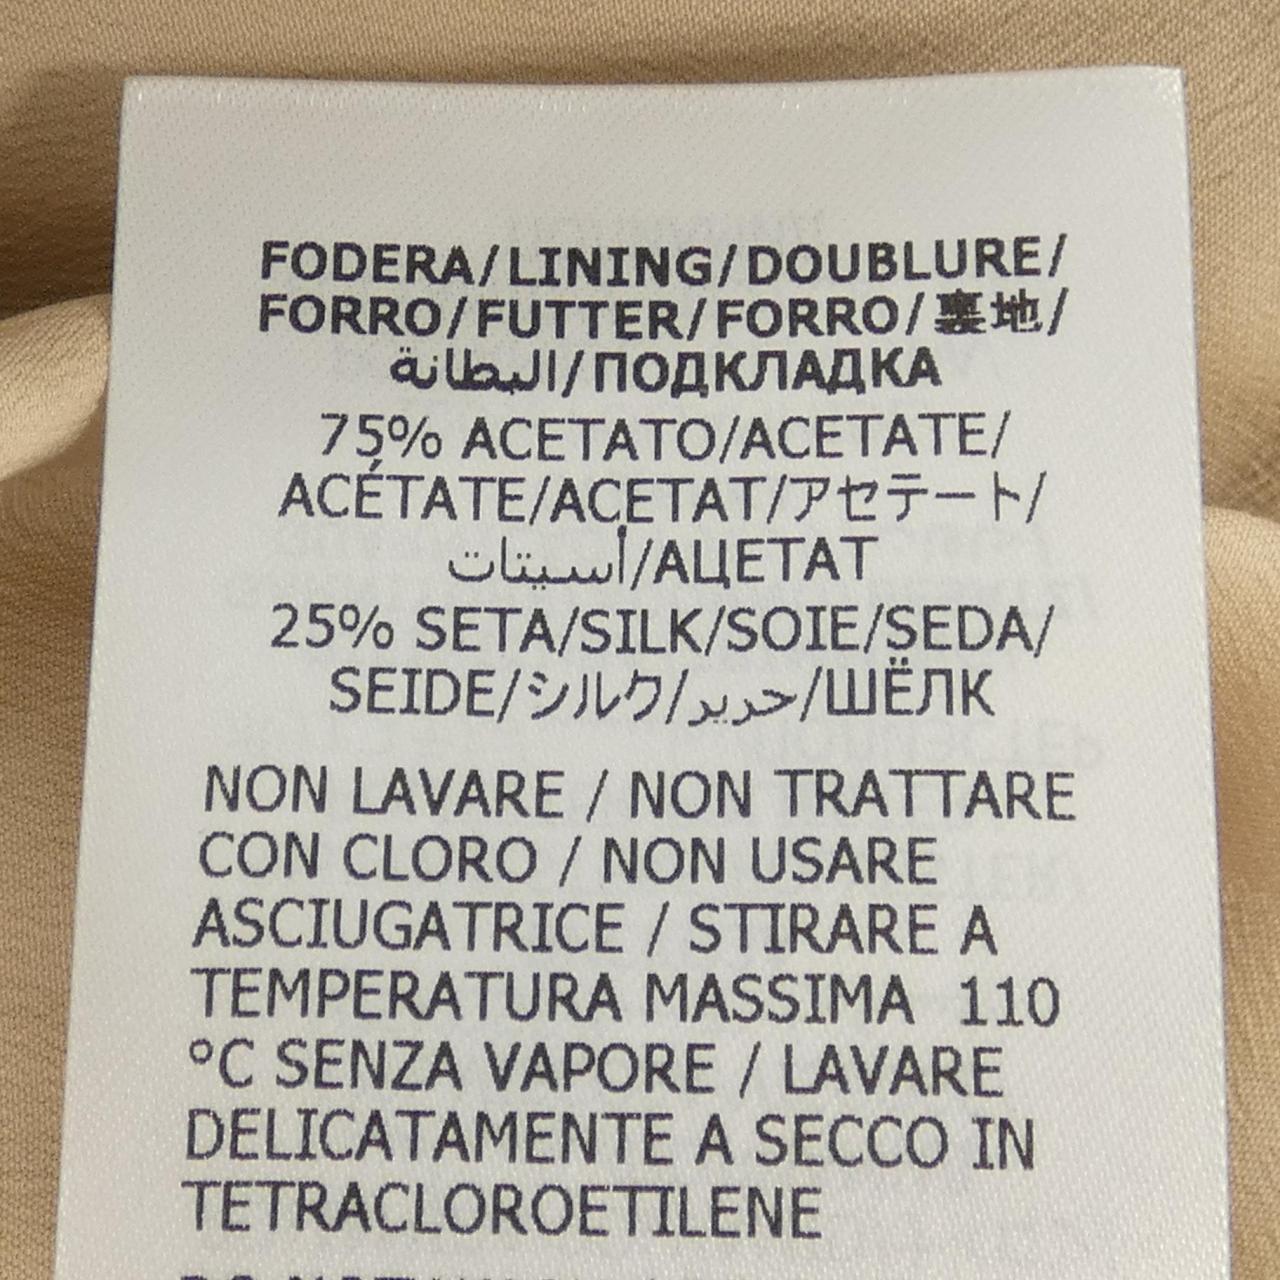 FODERA/LINING/DOUBLURE/
FORRO/FUTTER/FORRO/裏地/
البطانة/ПОДКЛАДКА
75% ACETATO/ACETATE/
ACÉTATE/ACETAT/アセテート/
أسيتات/АЦЕТАТ
25% SETA/SILK/SOIE/SEDA/
SEIDE/シルク/حرير/ШЁЛК
NON LAVARE / NON TRATTARE
CON CLORO / NON USARE
ASCIUGATRICE / STIRARE A
TEMPERATURA MASSIMA 110
°C SENZA VAPORE / LAVARE
DELICATAMENTE A SECCO IN
TETRACLOROETILENE